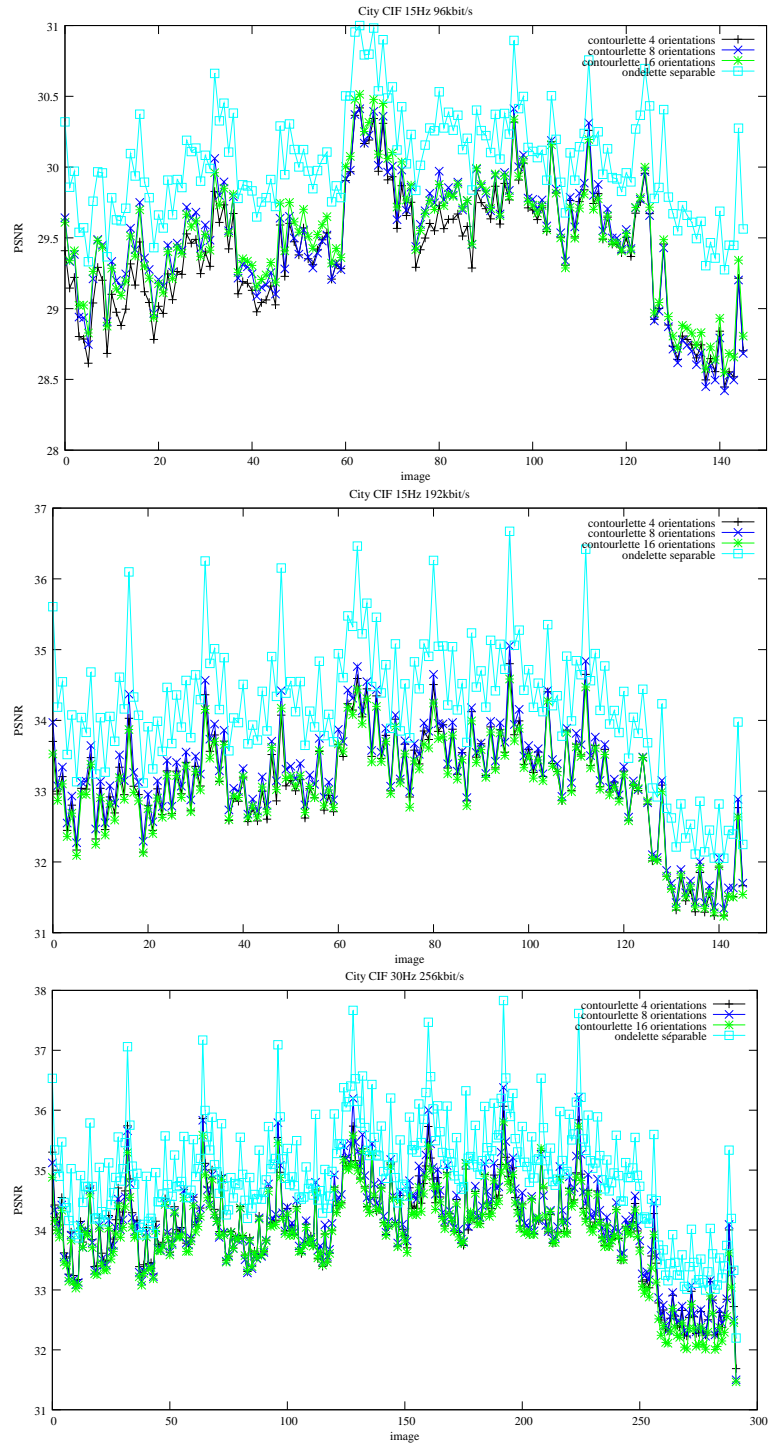 City CIF 15Hz 96kbit/s
31
30.5
30
29.5
29
28.5
28
PSNR
contourlette 4 orientations
contourlette 8 orientations
contourlette 16 orientations
ondelette separable
0 20 40 60 80 100 120 140
image
City CIF 15Hz 192kbit/s
37
36
35
34
33
32
31
PSNR
contourlette 4 orientations
contourlette 8 orientations
contourlette 16 orientations
ondelette separable
0 20 40 60 80 100 120 140
image
City CIF 30Hz 256kbit/s
38
37
36
35
34
33
32
31
PSNR
contourlette 4 orientations
contourlette 8 orientations
contourlette 16 orientations
ondelette séparable
0 50 100 150 200 250 300
image